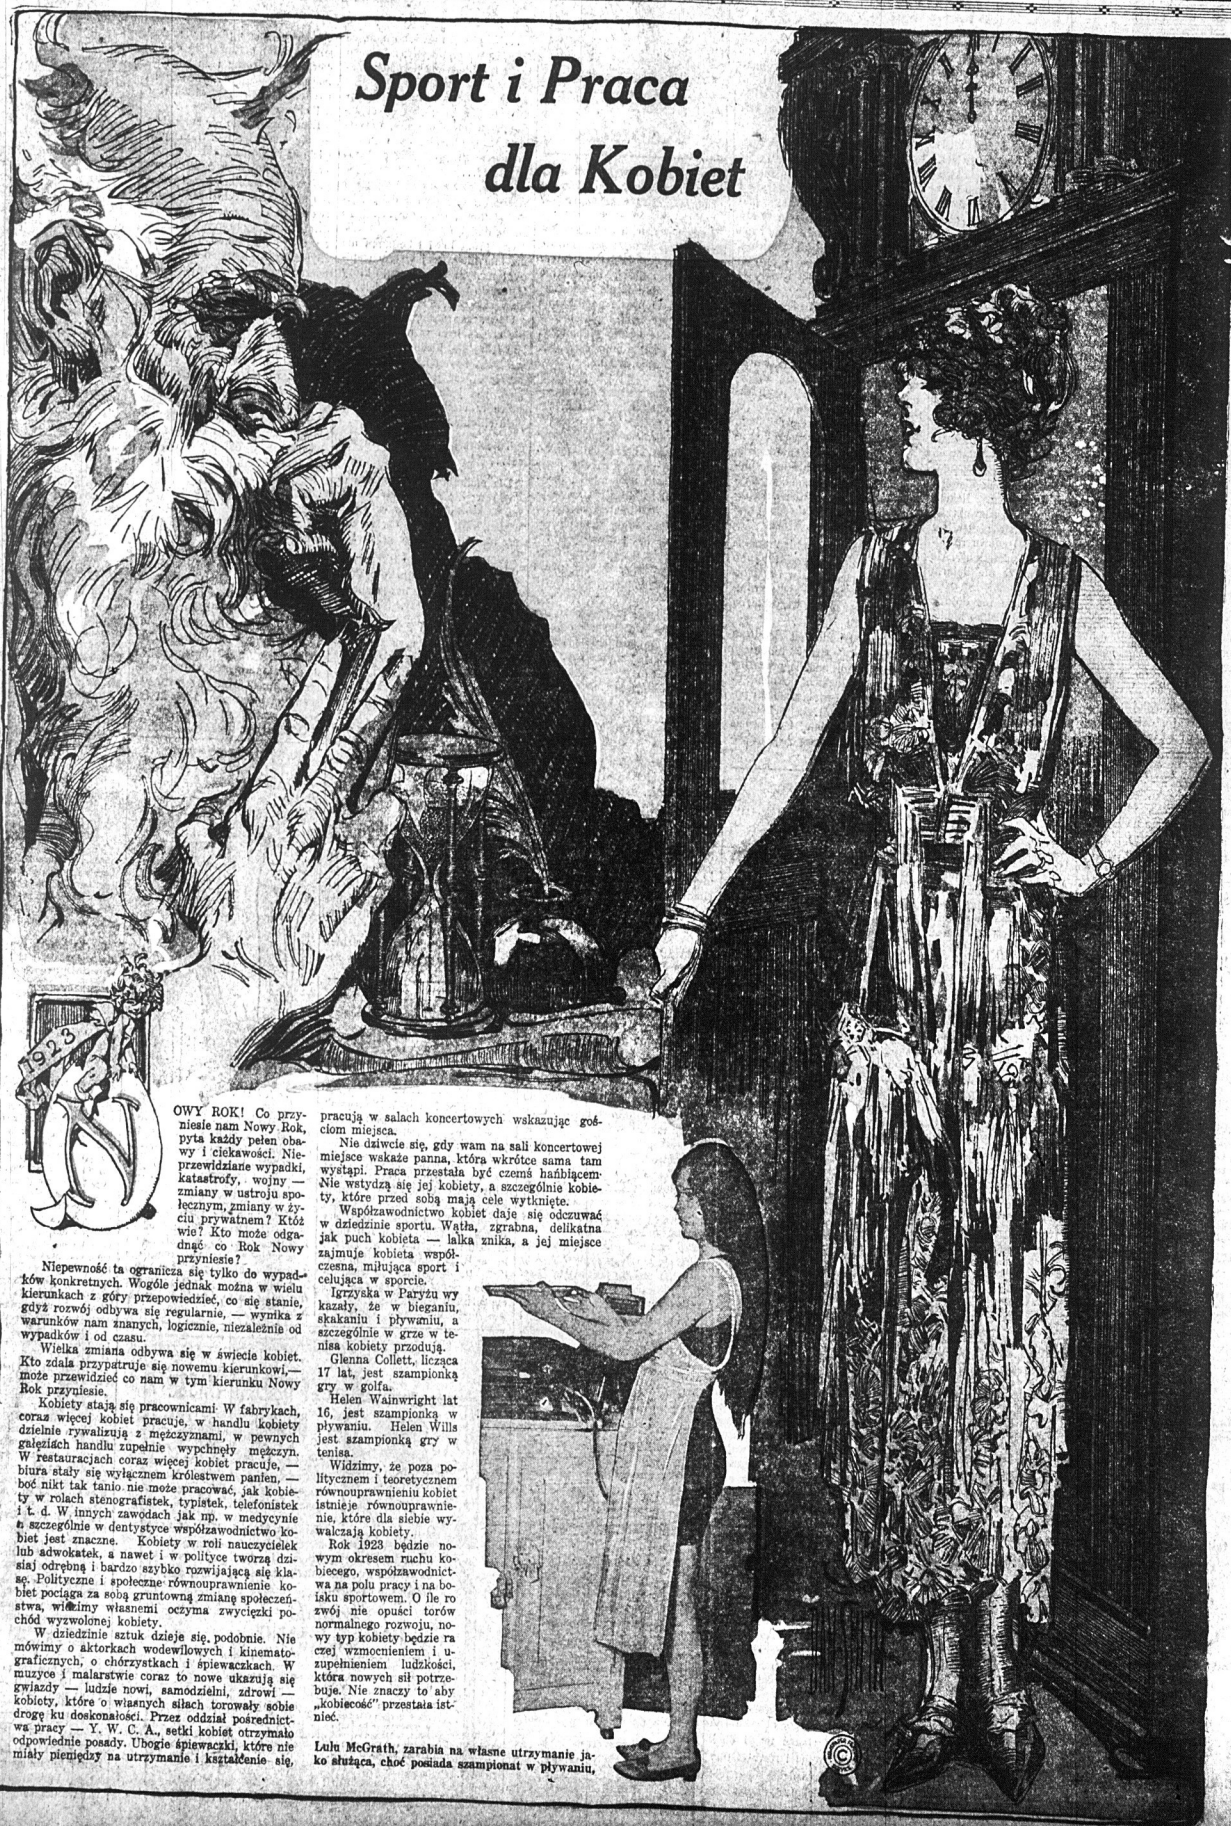 Sport i Praca
dla Kobiet
1923
N
OWY ROK! Co przy-
niesie nam Nowy Rok,
pyta każdy pełen oba-
wy i ciekawości. Nie-
przewidziane wypadki,
katastrofy, wojny —
zmiany w ustroju spo-
łecznym, zmiany w ży-
ciu prywatnem? Któż
wie? Kto może odga-
dnąć co Rok Nowy
przyniesie?
Niepewność ta ogranicza się tylko do wypad-
ków konkretnych. Wogóle jednak można w wielu
kierunkach z góry przepowiedzieć, co się stanie,
gdyż rozwój odbywa się regularnie, — wynika z
warunków nam znanych, logicznie, niezależnie od
wypadków i od czasu.
Wielka zmiana odbywa się w świecie kobiet.
Kto zdala przypatruje się nowemu kierunkowi,—
może przewidzieć co nam w tym kierunku Nowy
Rok przyniesie.
Kobiety stają się pracownicami W fabrykach,
coraz więcej kobiet pracuje, w handlu kobiety
dzielnie rywalizują z mężczyznami, w pewnych
gałęziach handlu zupełnie wypchnęły mężczyn.
W restauracjach coraz więcej kobiet pracuje, —
biura stały się wyłącznem królestwem panien, —
boć nikt tak tanio nie może pracować, jak kobie-
ty w rolach stenografistek, typistek, telefonistek
i t. d. W innych zawodach jak np. w medycynie
a szczególnie w dentystyce współzawodnictwo ko-
biet jest znaczne. Kobiety w roli nauczycielek
lub adwokatek, a nawet i w polityce tworzą dzi-
siaj odrębną i bardzo szybko rozwijającą się kla-
sę. Polityczne i społeczne równouprawnienie ko-
biet pociąga za sobą gruntowną zmianę społeczeń-
stwa, widzimy własnemi oczyma zwycięzki po-
chód wyzwolonej kobiety.
W dziedzinie sztuk dzieje się podobnie. Nie
mówimy o aktorkach wodewilowych i kinemato-
graficznych, o chórzystkach i śpiewaczkach. W
muzyce i malarstwie coraz to nowe ukazują się
gwiazdy — ludzie nowi, samodzielni, zdrowi —
kobiety, które o własnych siłach torowały sobie
drogę ku doskonałości. Przez oddział pośrednict-
wa pracy — Y. W. C. A., setki kobiet otrzymało
odpowiednie posady. Ubogie śpiewaczki, które nie
miały pieniędzy na utrzymanie i kształcenie się,
pracują w salach koncertowych wskazując goś-
ciom miejsca.
Nie dziwcie się, gdy wam na sali koncertowej
miejsce wskaże panna, która wkrótce sama tam
wystąpi. Praca przestała być czemś hańbiącem
Nie wstydzą się jej kobiety, a szczególnie kobie-
ty, które przed sobą mają cele wytknięte.
Współzawodnictwo kobiet daje się odczuwać
w dziedzinie sportu. Wątła, zgrabna, delikatna
jak puch kobieta — lalka znika, a jej miejsce
zajmuje kobieta współ-
czesna, miłująca sport i
celująca w sporcie.
Igrzyska w Paryżu wy
kazały, że w bieganiu,
skakaniu i pływaniu, a
szczególnie w grze w te-
nisa kobiety przodują.
Glenna Collett, licząca
17 lat, jest szampionką
gry w golfa.
Helen Wainwright lat
16, jest szampionką w
pływaniu. Helen Wills
jest szampionką gry w
tenisa.
Widzimy, że poza po-
litycznem i teoretycznem
równouprawnieniu kobiet
istnieje równouprawnie-
nie, które dla siebie wy-
walczają kobiety.
Rok 1923 będzie no-
wym okresem ruchu ko-
biecego, współzawodnict-
wa na polu pracy i na bo-
isku sportowem. O ile ro
zwój nie opuści torów
normalnego rozwoju, no-
wy typ kobiety będzie ra
czej wzmocnieniem i u-
zupełnieniem ludzkości,
która nowych sił potrze-
buje. Nie znaczy to aby
„kobiecość” przestała ist-
nieć.
Lulu McGrath, zarabia na własne utrzymanie ja-
ko służąca, choć posiada szampionat w pływaniu,